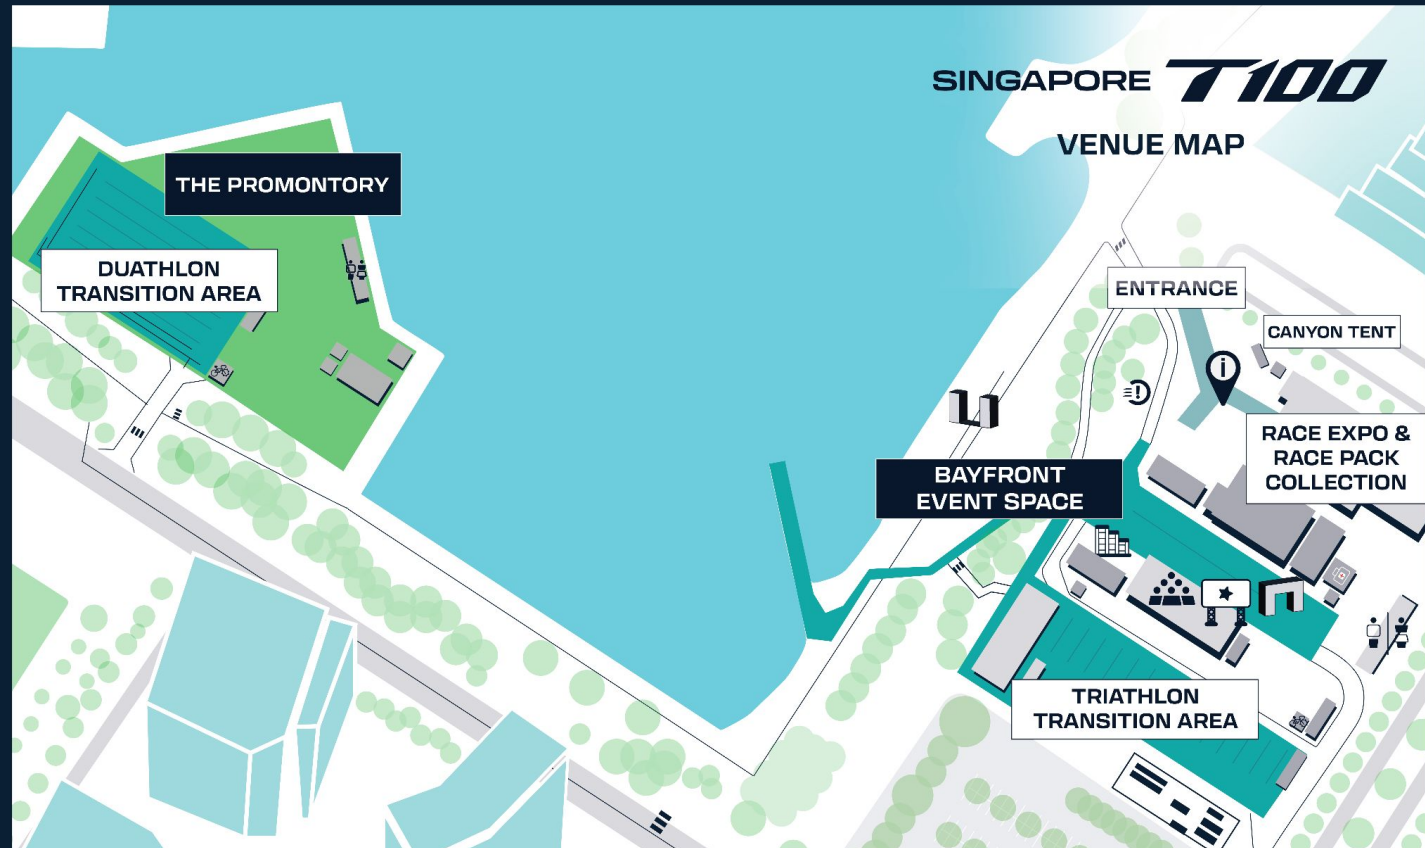 SINGAPORE T100
VENUE MAP
THE PROMONTORY
DUATHLON
TRANSITION AREA
ENTRANCE
CANYON TENT
i
RACE EXPO &
RACE PACK
COLLECTION
BAYFRONT
EVENT SPACE
TRIATHLON
TRANSITION AREA